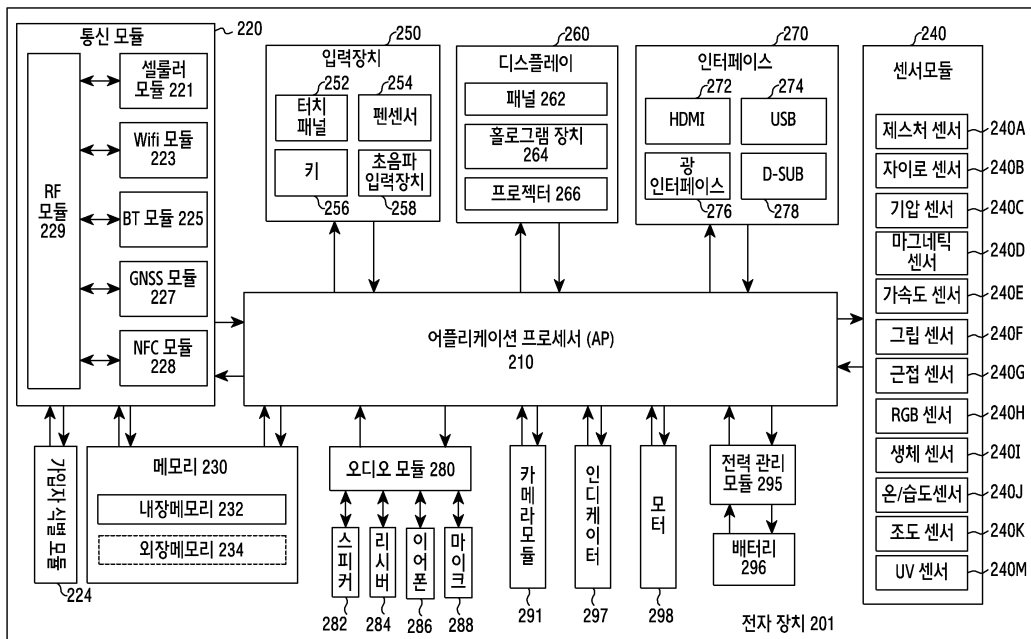 통신 모듈
220
RF
모듈
229
셀룰러
모듈 221
Wifi 모듈
223
BT 모듈 225
GNSS 모듈
227
NFC 모듈
228
250
입력장치
252
254
터치
패널
펜센서
키
초음파
입력장치
256
258
260
디스플레이
패널 262
홀로그램 장치
264
프로젝터 266
270
인터페이스
272
274
HDMI
USB
광
인터페이스
D-SUB
276
278
240
센서모듈
제스처 센서
240A
자이로 센서
240B
기압 센서
240C
마그네틱
센서
240D
가속도 센서
240E
그립 센서
240F
근접 센서
240G
RGB 센서
240H
생체 센서
240I
온/습도센서
240J
조도 센서
240K
UV 센서
240M
어플리케이션 프로세서 (AP)
210
가입자 식별 모듈
224
메모리 230
내장메모리 232
외장메모리 234
오디오 모듈 280
스피커
리시버
이어폰
마이크
282
284
286
288
카메라모듈
291
인디케이터
297
모터
298
전력 관리
모듈 295
배터리
296
전자 장치 201